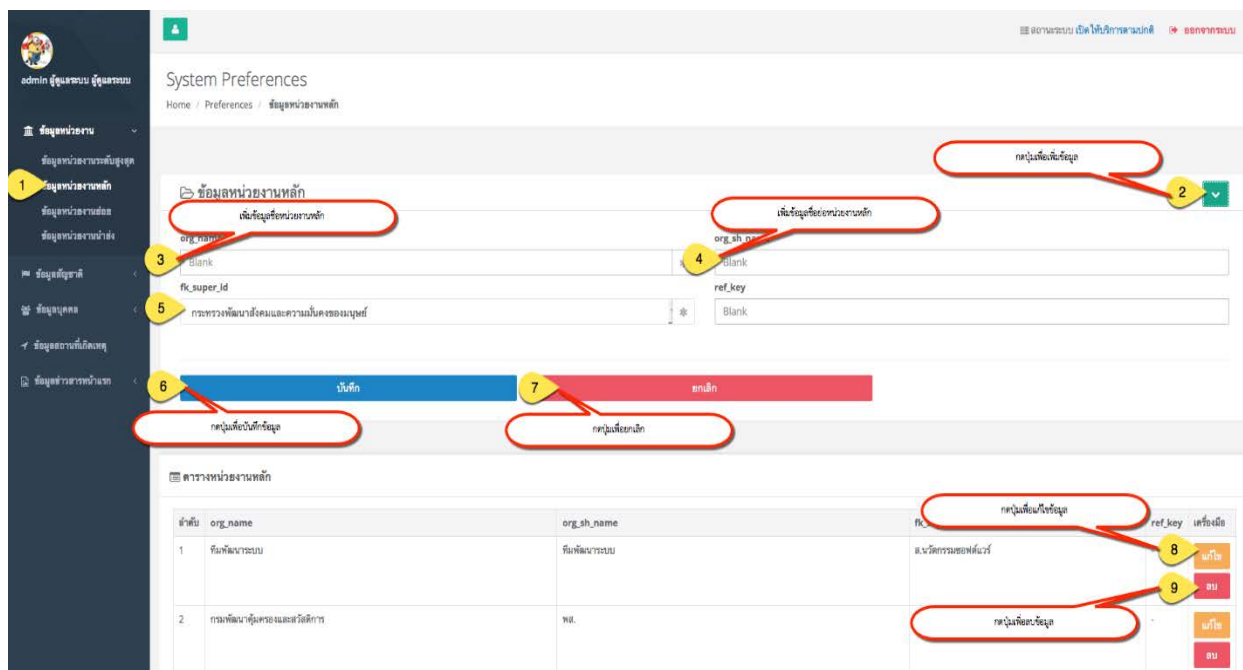 สถานะระบบ เปิดให้บริการตามปกติ ออกจากระบบ
admin ผู้ดูแลระบบ ผู้ดูแลระบบ
System Preferences
Home / Preferences / ข้อมูลหน่วยงานหลัก
ข้อมูลหน่วยงาน
ข้อมูลหน่วยงานระดับสูงสุด
1 ข้อมูลหน่วยงานหลัก
ข้อมูลหน่วยงานย่อย
ข้อมูลหน่วยงานนำส่ง
ข้อมูลสัญชาติ
ข้อมูลบุคคล
ข้อมูลสถานที่เกิดเหตุ
ข้อมูลข่าวสารหน้าแรก
กดปุ่มเพื่อเพิ่มข้อมูล
ข้อมูลหน่วยงานหลัก
2
เพิ่มข้อมูลชื่อหน่วยงานหลัก
เพิ่มข้อมูลชื่อย่อหน่วยงานหลัก
org_name
org_sh_name
3 Blank
4 Blank
fk_super_id
ref_key
5 กระทรวงพัฒนาสังคมและความมั่นคงของมนุษย์
Blank
6 บันทึก
7 ยกเลิก
กดปุ่มเพื่อบันทึกข้อมูล
กดปุ่มเพื่อยกเลิก
ตารางหน่วยงานหลัก
กดปุ่มเพื่อแก้ไขข้อมูล
ลำดับ org_name org_sh_name fk_ ref_key เครื่องมือ
1 ทีมพัฒนาระบบ ทีมพัฒนาระบบ ส.นวัตกรรมซอฟต์แวร์ 8 แก้ไข
9 ลบ
2 กรมพัฒนาคุ้มครองและสวัสดิการ พส. กดปุ่มเพื่อลบข้อมูล - แก้ไข
ลบ